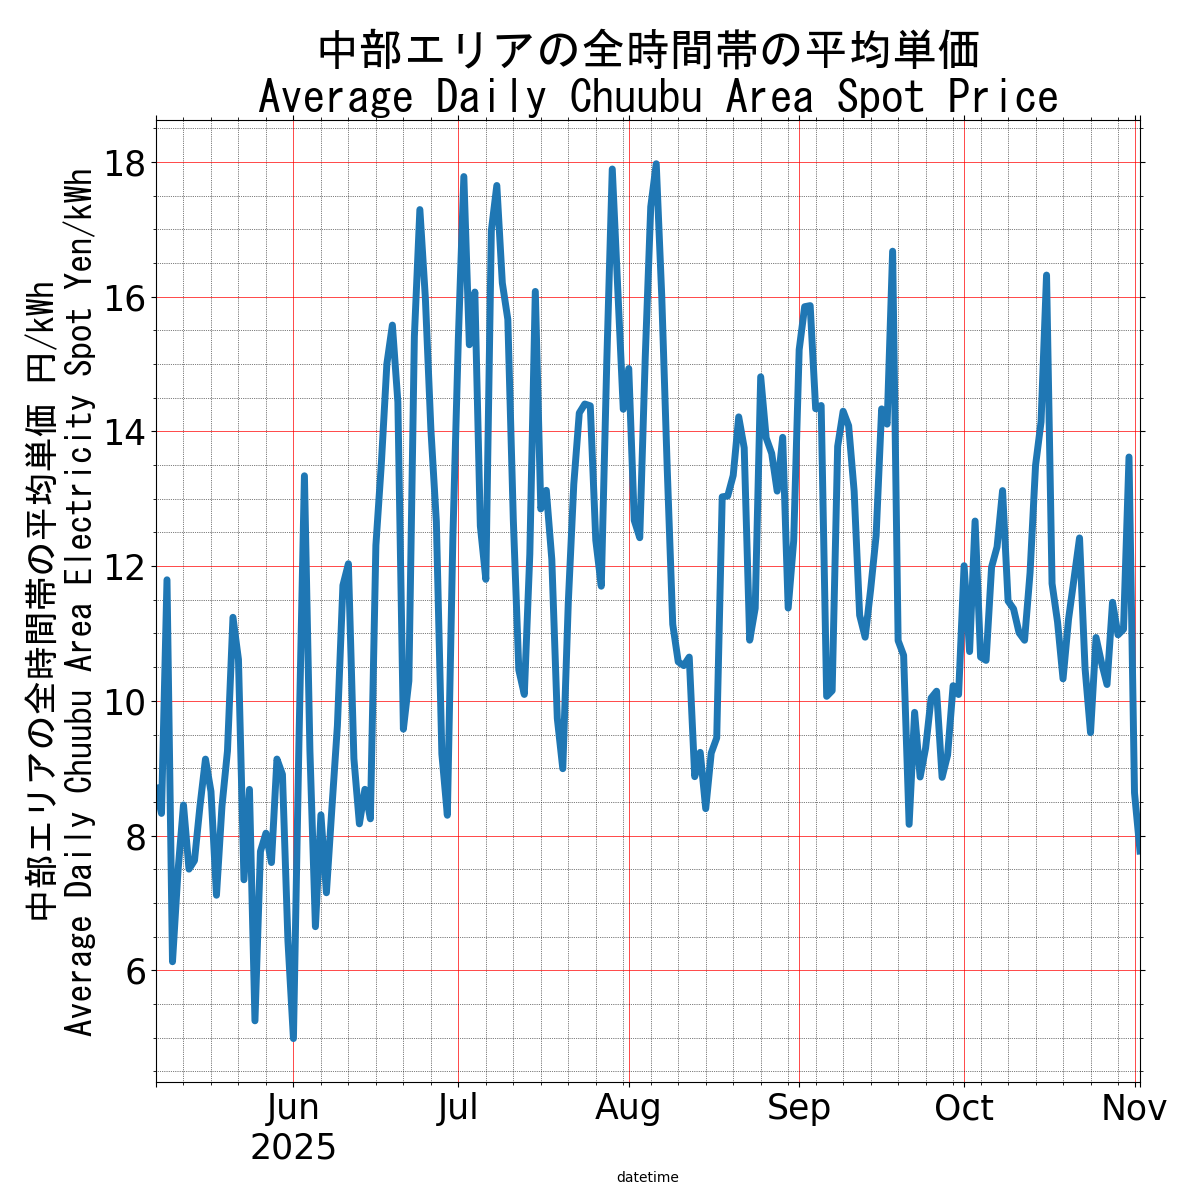 中部エリアの全時間帯の平均単価
Average Daily Chuubu Area Spot Price
中部エリアの全時間帯の平均単価 円/kWh
Average Daily Chuubu Area Electricity Spot Yen/kWh
18
16
14
12
10
8
6
Jun
2025
Jul
Aug
Sep
Oct
Nov
datetime